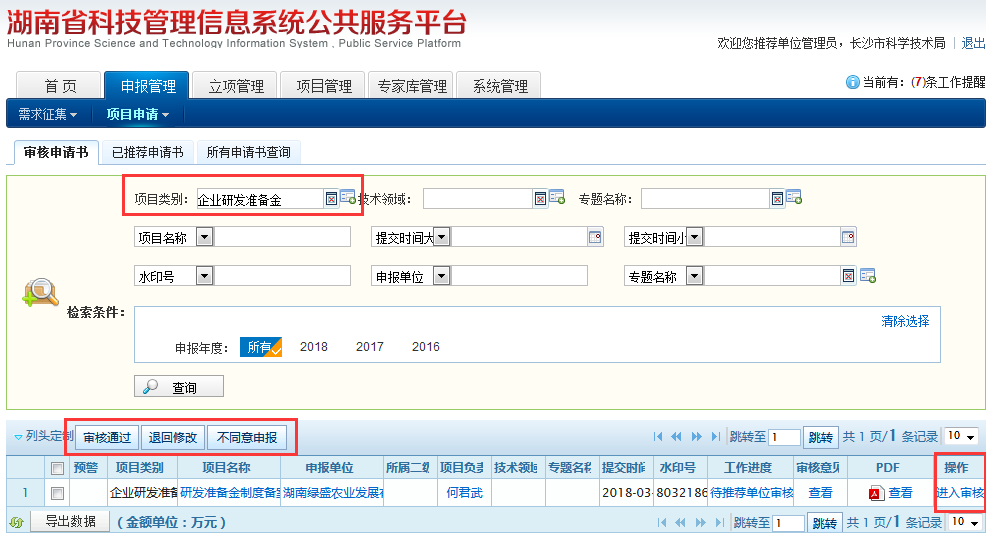 湖南省科技管理信息系统公共服务平台
Hunan Province Science and Technology Information System , Public Service Platform
欢迎您推荐单位管理员，长沙市科学技术局 | 退出
首 页 申报管理 立项管理 项目管理 专家库管理 系统管理
当前有：(7)条工作提醒
需求征集 项目申请
审核申请书 已推荐申请书 所有申请书查询
项目类别： 企业研发准备金 技术领域： 专题名称：
项目名称 提交时间大 提交时间小
水印号 申报单位 专题名称
检索条件：
清除选择
申报年度： 所有 2018 2017 2016
查询
列头定制 审核通过 退回修改 不同意申报 跳转至 1 跳转 共 1 页/1 条记录 10
预警 项目类别 项目名称 申报单位 所属二级 项目负责 技术领域 专题名称 提交时间 水印号 工作进度 审核意见 PDF 操作
1 企业研发准备 研发准备金制度备案 湖南绿盛农业发展有 何君武 2018-03- 8032186 待推荐单位审核 查看 查看 进入审核
导出数据 （金额单位：万元） 跳转至 1 跳转 共 1 页/1 条记录 10